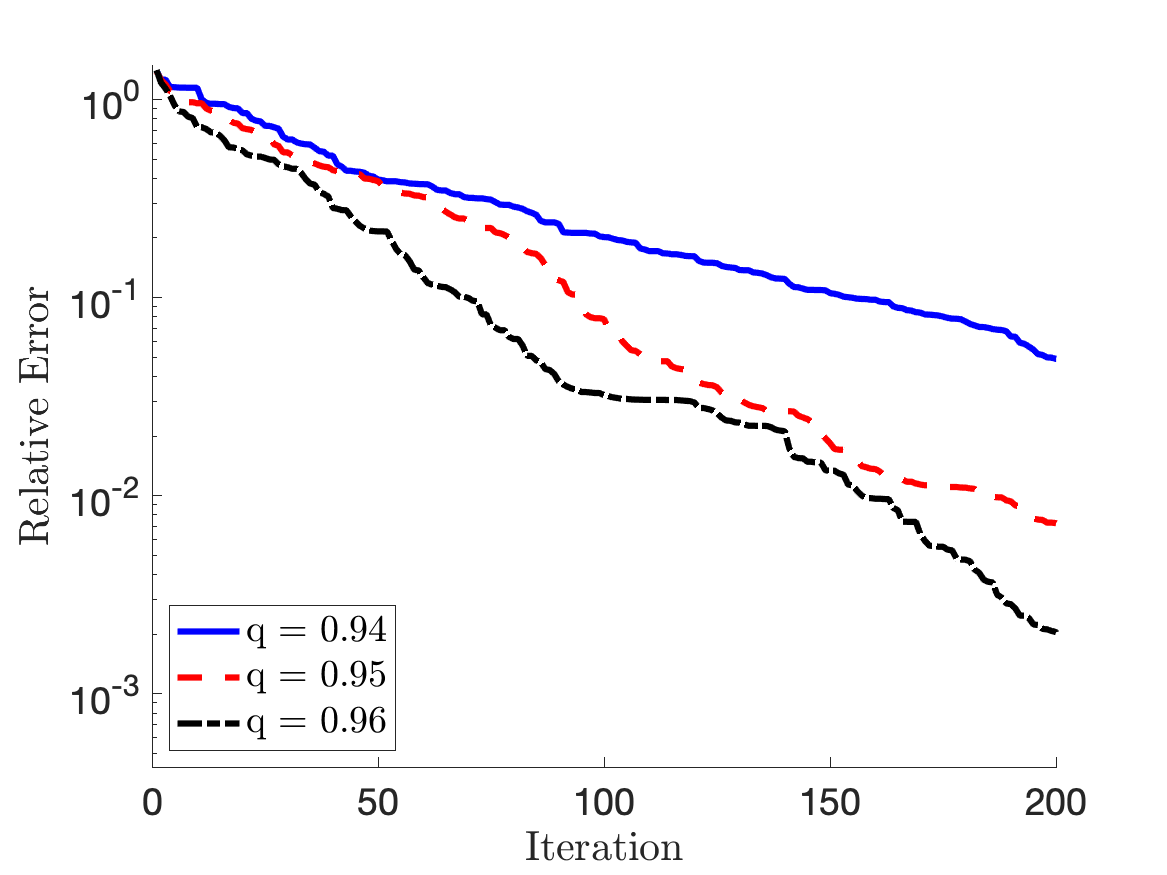 10^0
10^-1
10^-2
10^-3
Relative Error
q = 0.94
q = 0.95
q = 0.96
0 50 100 150 200
Iteration